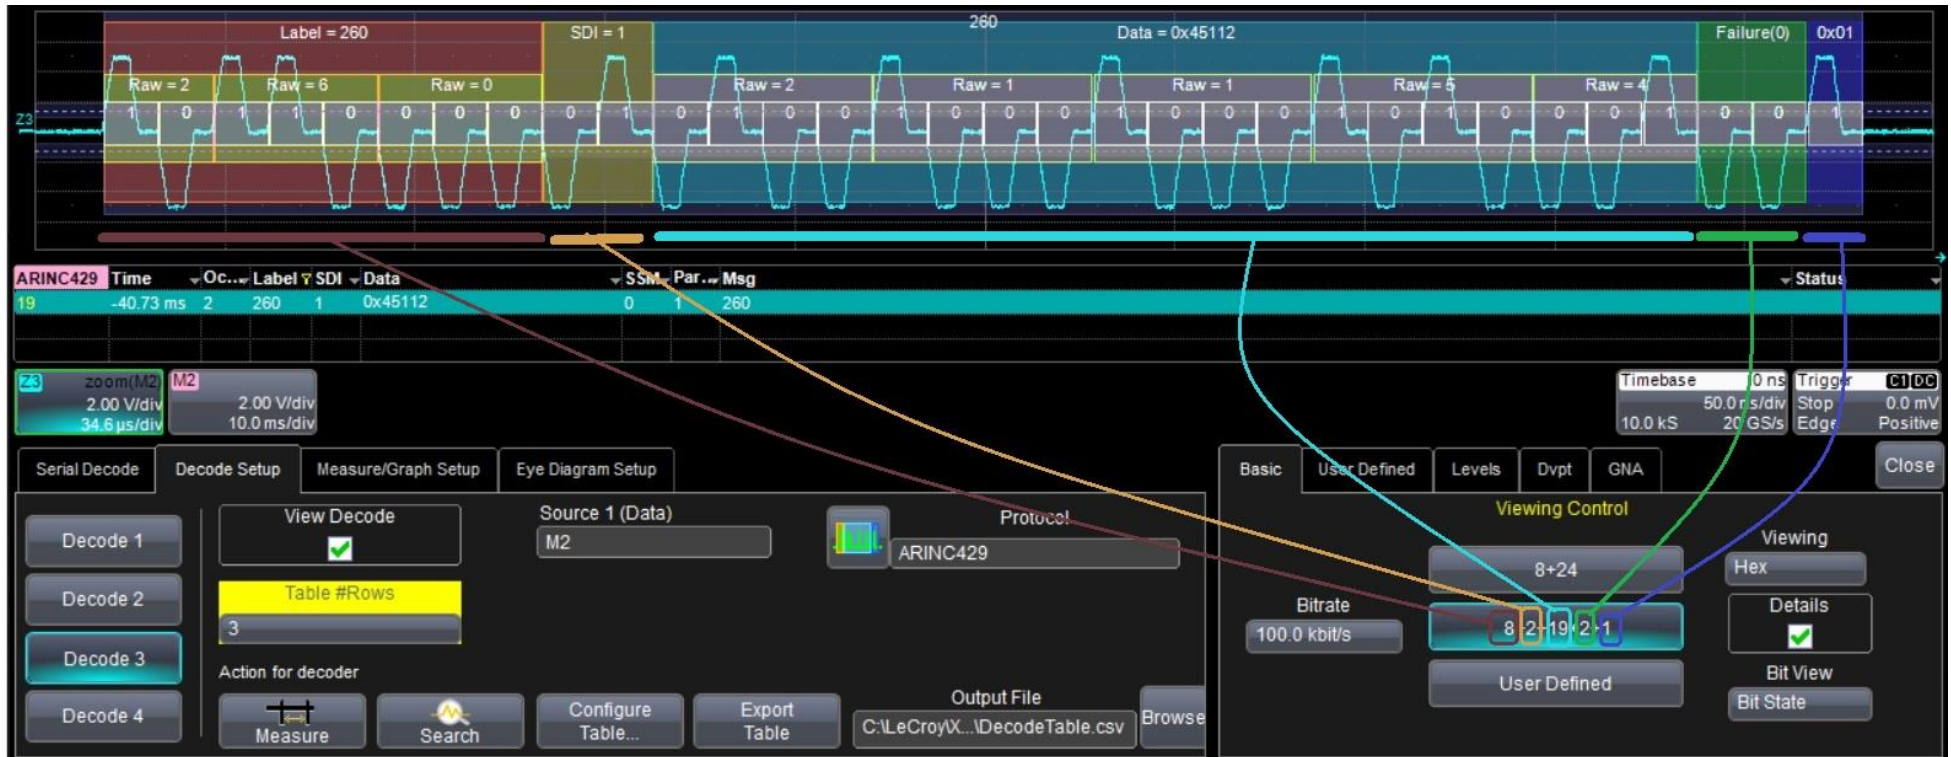 260
Label = 260 SDI = 1 Data = 0x45112 Failure(0) 0x01
Raw = 2 Raw = 6 Raw = 0 Raw = 2 Raw = 1 Raw = 1 Raw = 5 Raw = 4
Z3 1 0 1 1 0 0 0 0 0 1 0 1 0 0 1 0 0 0 1 0 0 0 1 0 1 0 0 0 1 0 0 1
ARINC429 Time Oc... Label SDI Data SSM Par... Msg Status
19 -40.73 ms 2 260 1 0x45112 0 1 260
Z3 zoom(M2) M2
2.00 V/div 2.00 V/div
34.6 µs/div 10.0 ms/div
Timebase 0 ns Trigger C1 DC
50.0 ns/div Stop 0.0 mV
10.0 kS 20 GS/s Edge Positive
Serial Decode Decode Setup Measure/Graph Setup Eye Diagram Setup
Basic User Defined Levels Dvpt GNA Close
View Decode
Source 1 (Data)
M2
Protocol
ARINC429
Decode 1
Decode 2
Decode 3
Decode 4
Table #Rows
3
Action for decoder
Measure
Search
Configure Table...
Export Table
Output File
C:\LeCroy\X...\DecodeTable.csv
Browse
Viewing Control
8+24
8+2+19+2+1
User Defined
Bitrate
100.0 kbit/s
Viewing
Hex
Details
Bit View
Bit State